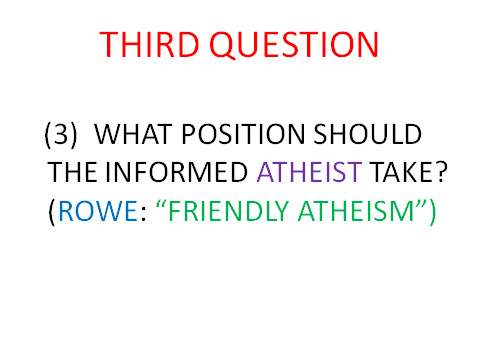 THIRD QUESTION
(3) WHAT POSITION SHOULD
THE INFORMED ATHEIST TAKE?
(ROWE: “FRIENDLY ATHEISM”)